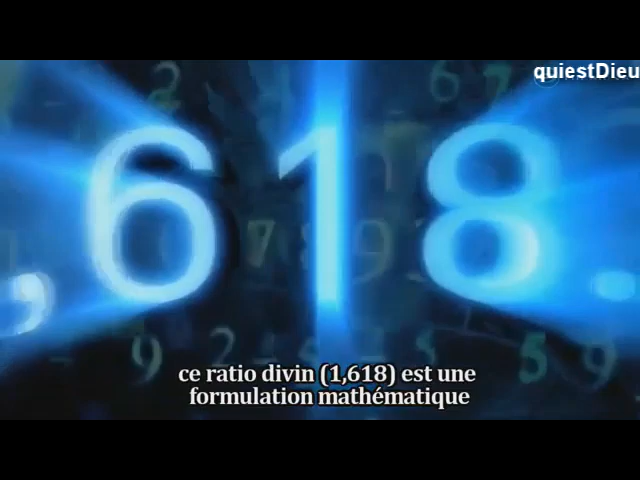 quiestDieu
,618.
ce ratio divin (1,618) est une
formulation mathématique